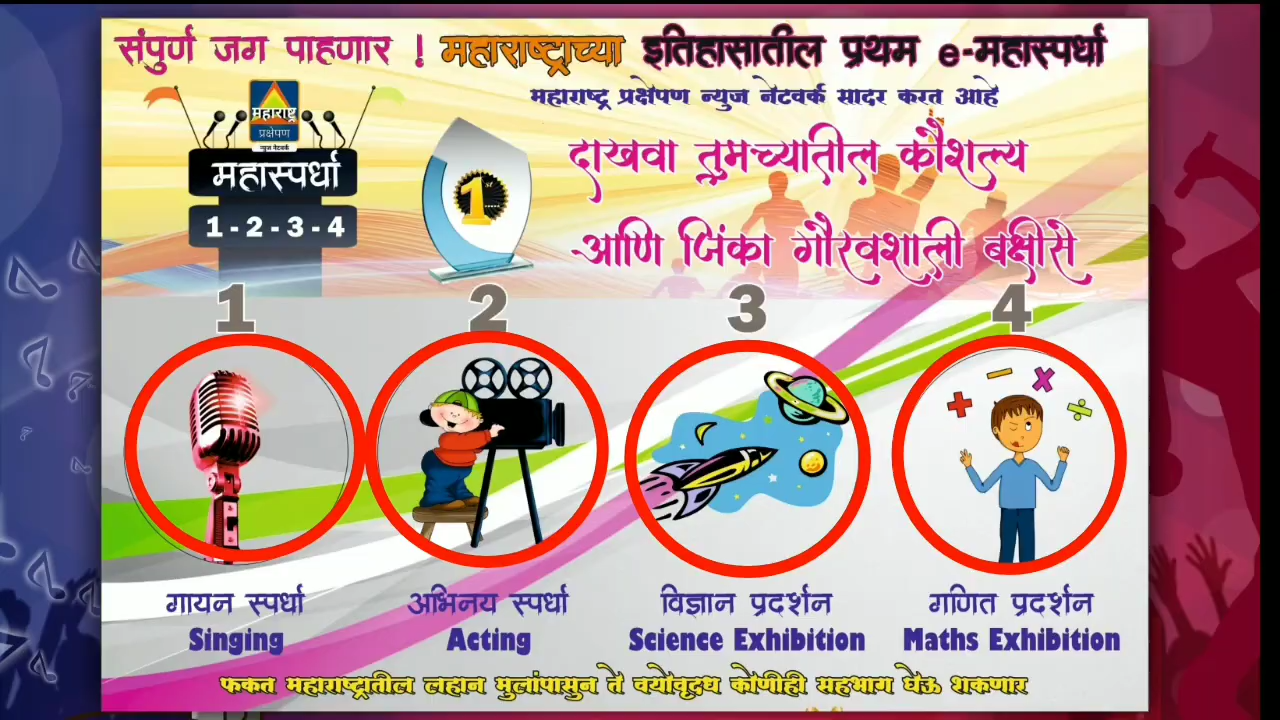 संपुर्ण जग पाहणार ! महाराष्ट्राच्या इतिहासातील प्रथम e-महास्पर्धा
महाराष्ट्र प्रक्षेपण न्युज नेटवर्क सादर करत आहे
महाराष्ट्र
प्रक्षेपण
न्युज नेटवर्क
महास्पर्धा
1-2-3-4
1ST
दाखवा तुमच्यातील कौशल्य
आणि जिंका गौरवशाली बक्षीसे
1 2 3 4
गायन स्पर्धा अभिनय स्पर्धा विज्ञान प्रदर्शन गणित प्रदर्शन
Singing Acting Science Exhibition Maths Exhibition
फक्त महाराष्ट्रातील लहान मुलांपासुन ते वयोवृदध कोणीही सहभाग घेऊ शकणार